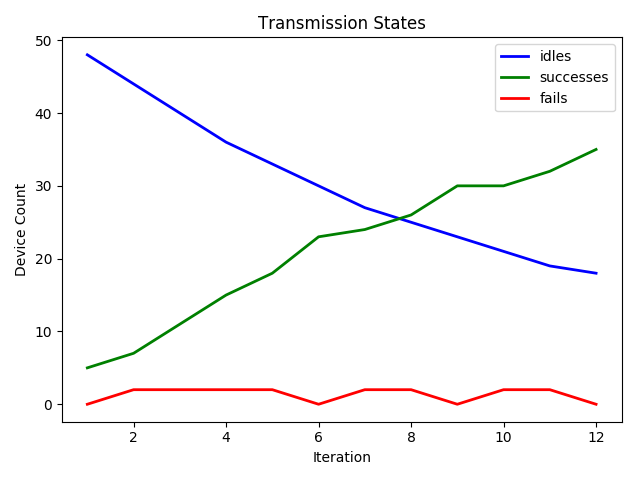 Transmission States
idles
successes
fails
Device Count
50
40
30
20
10
0
2 4 6 8 10 12
Iteration